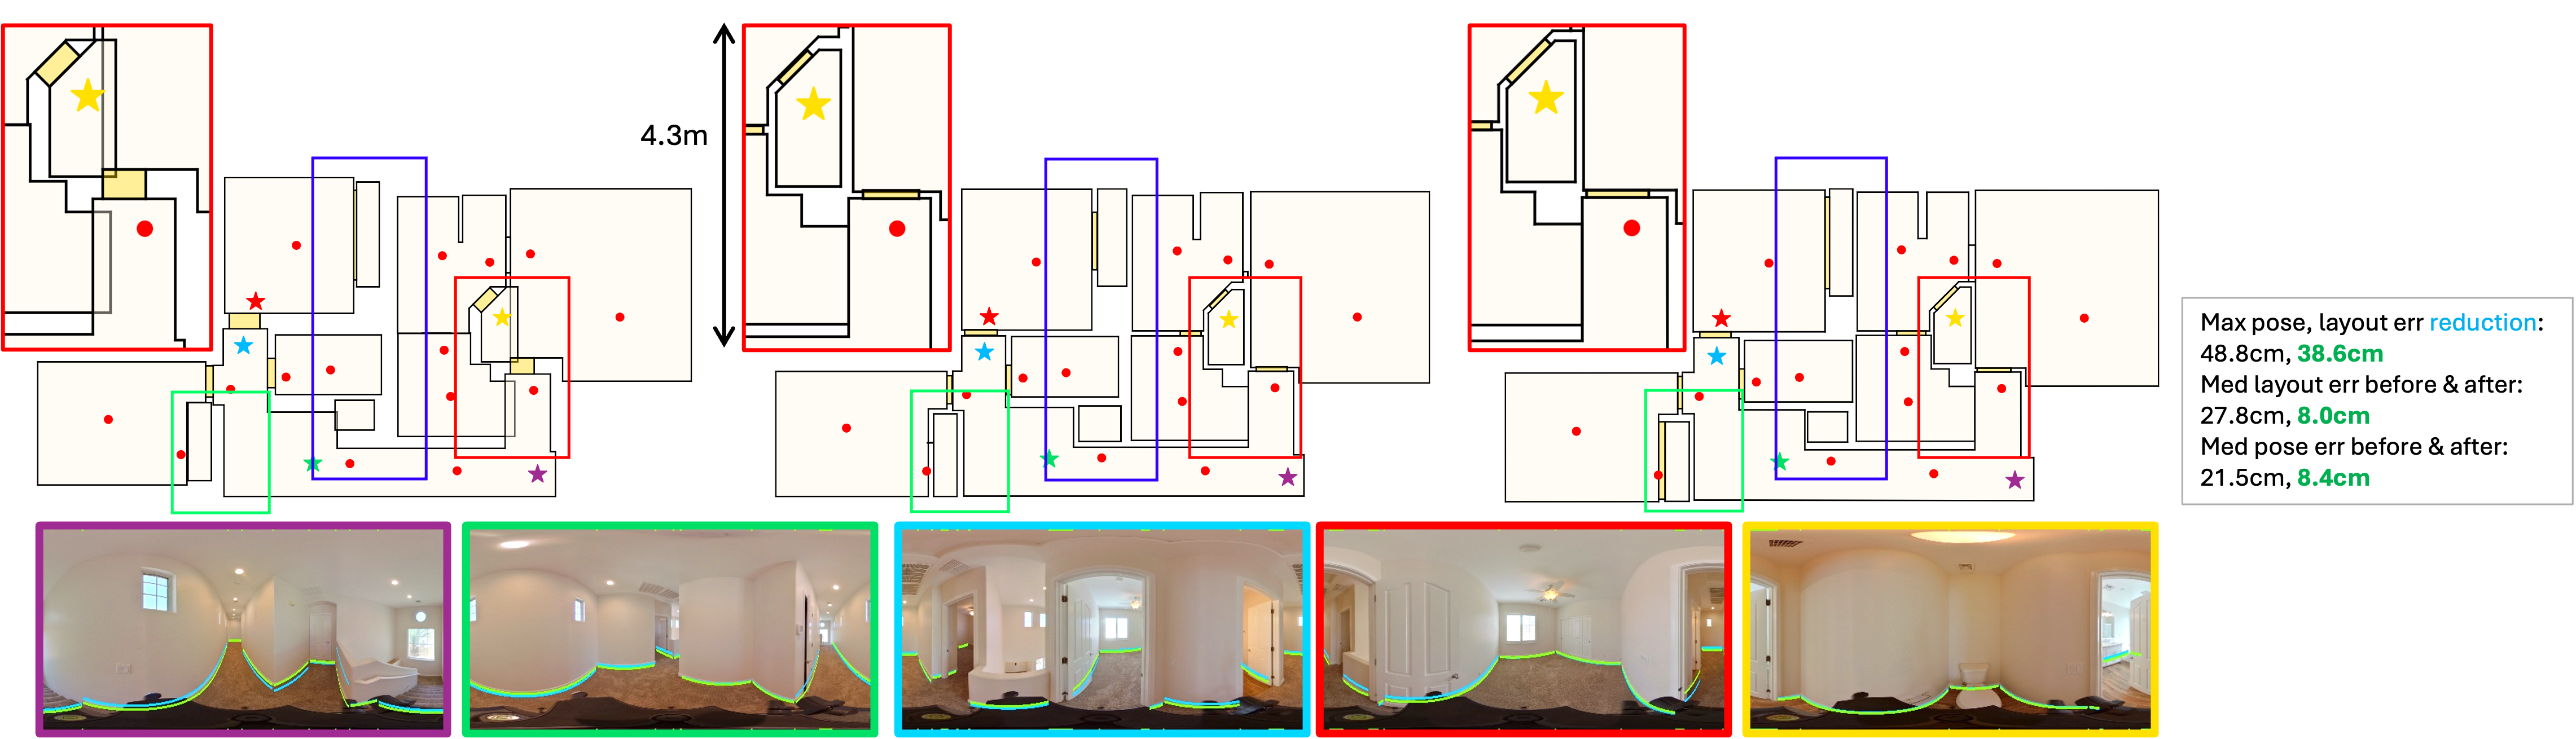 4.3m
Max pose, layout err reduction:
48.8cm, 38.6cm
Med layout err before & after:
27.8cm, 8.0cm
Med pose err before & after:
21.5cm, 8.4cm